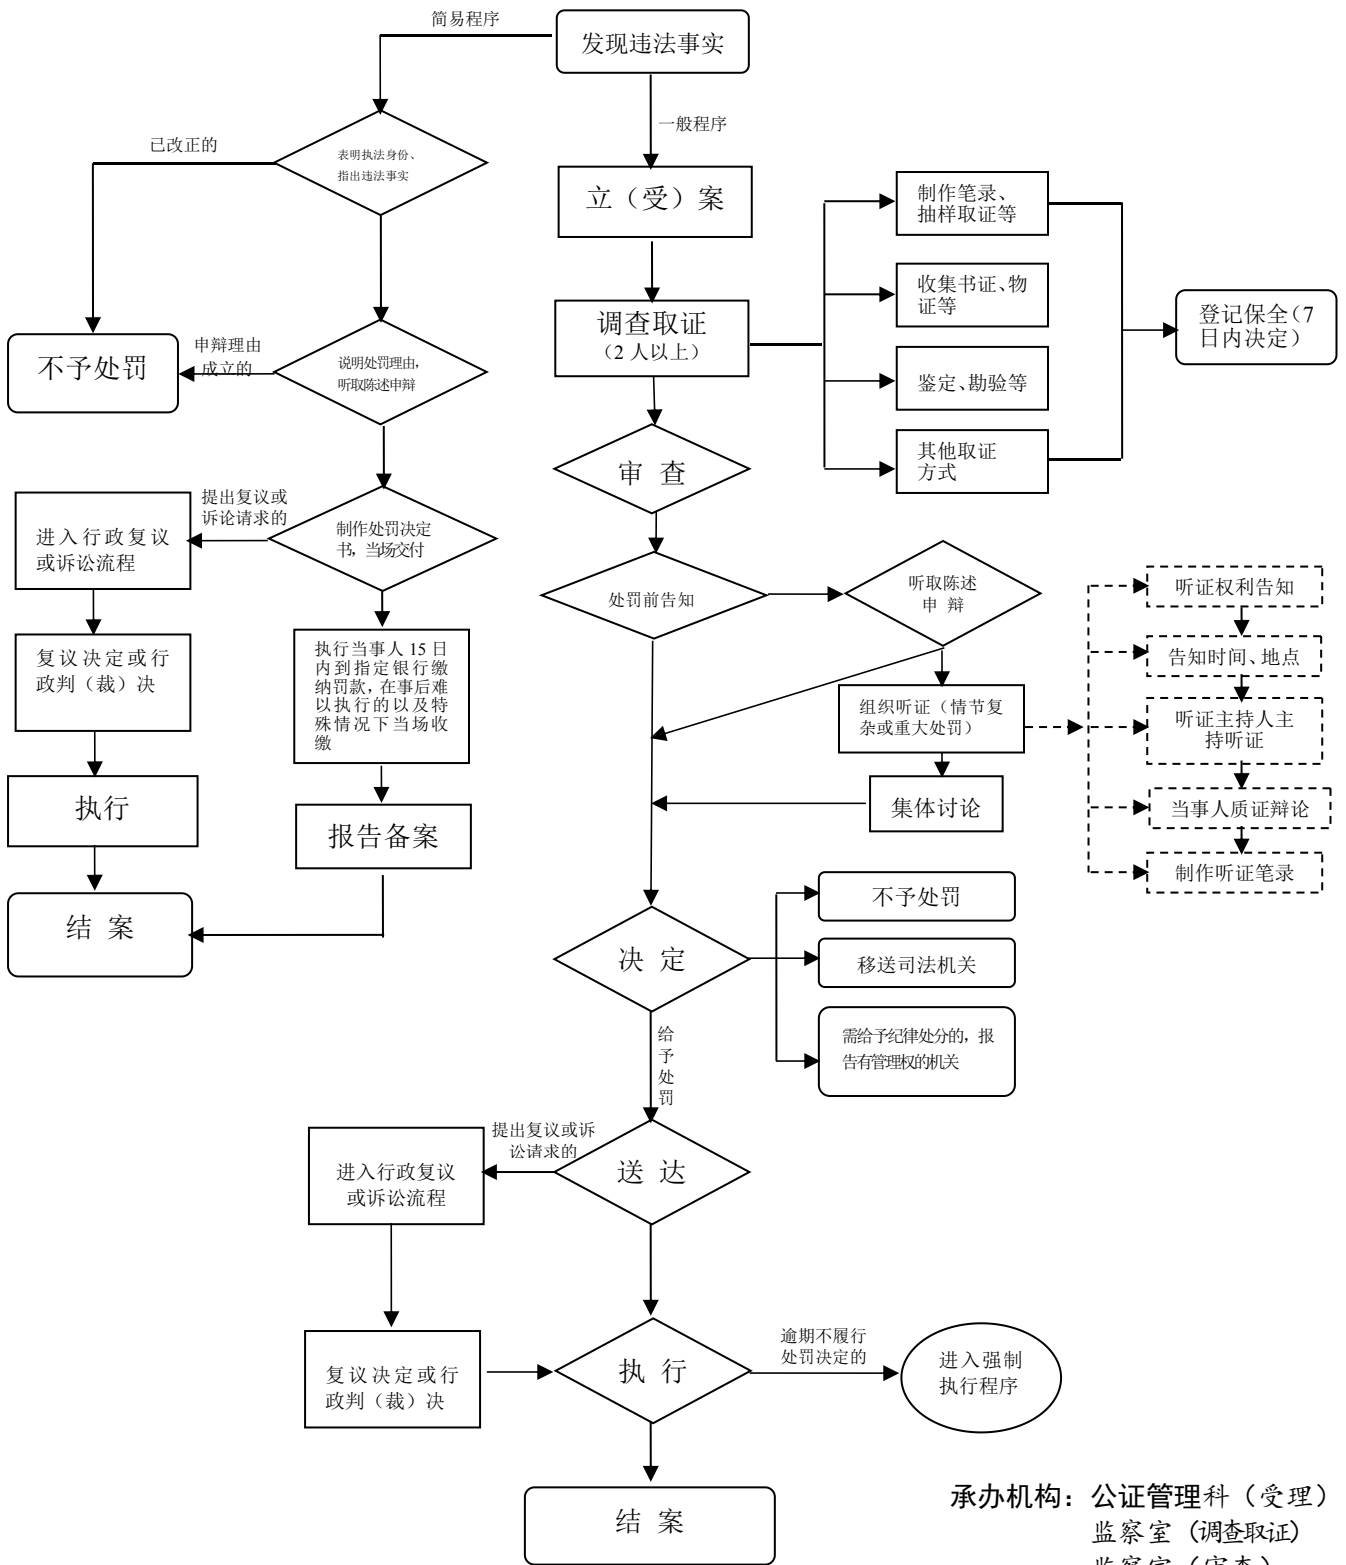 简易程序
发现违法事实
一般程序
已改正的
表明执法身份、
指出违法事实
立（受）案
制作笔录、
抽样取证等
收集书证、物
证等
登记保全（7
日内决定）
调查取证
（2 人以上）
申辩理由
成立的
不予处罚
说明处罚理由，
听取陈述申辩
鉴定、勘验等
其他取证
方式
审 查
提出复议或
诉论请求的
进入行政复议
或诉讼流程
制作处罚决定
书，当场交付
处罚前告知
听取陈述
申 辩
听证权利告知
告知时间、地点
听证主持人主
持听证
当事人质证辩论
制作听证笔录
复议决定或行
政判（裁）决
执行当事人 15 日
内到指定银行缴
纳罚款，在事后难
以执行的以及特
殊情况下当场收
缴
组织听证（情节复
杂或重大处罚）
集体讨论
执行
报告备案
结 案
不予处罚
决 定
移送司法机关
需给予纪律处分的，报
告有管理权的机关
给
予
处
罚
提出复议或诉
讼请求的
进入行政复议
或诉讼流程
送 达
复议决定或行
政判（裁）决
执 行
逾期不履行
处罚决定的
进入强制
执行程序
结 案
承办机构：公证管理科（受理）
监察室（调查取证）
监察室（审查）